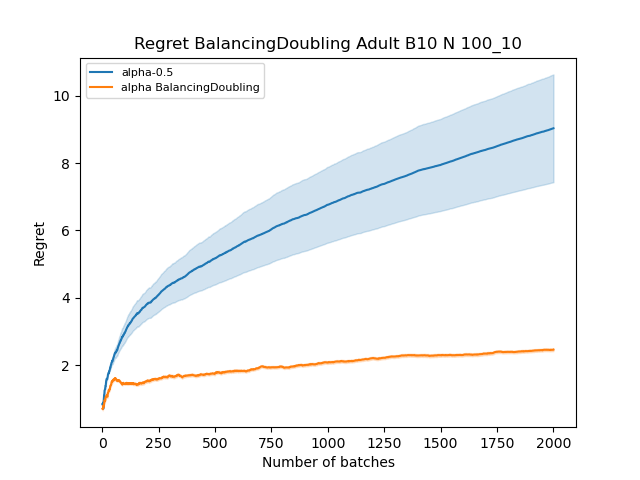 Regret BalancingDoubling Adult B10 N 100_10
alpha-0.5
alpha BalancingDoubling
10
8
6
4
2
Regret
0 250 500 750 1000 1250 1500 1750 2000
Number of batches